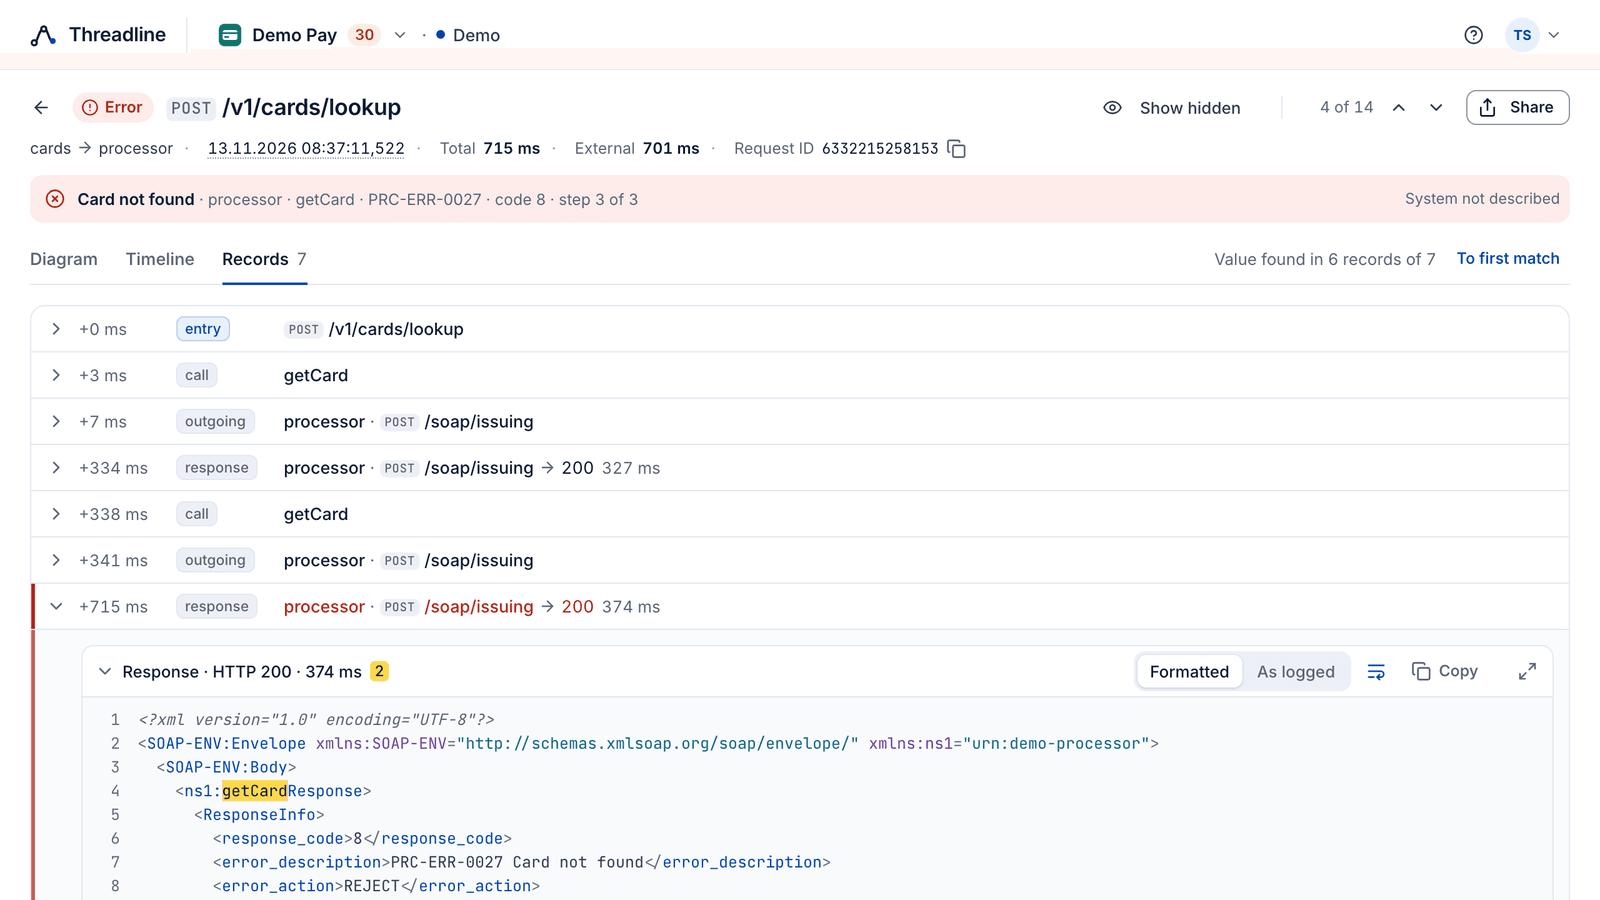 Threadline
Demo Pay 30 · Demo
TS
Error POST /v1/cards/lookup
Show hidden
4 of 14
Share
cards → processor · 13.11.2026 08:37:11,522 · Total 715 ms · External 701 ms · Request ID 6332215258153
Card not found · processor · getCard · PRC-ERR-0027 · code 8 · step 3 of 3
System not described
Diagram Timeline Records 7
Value found in 6 records of 7 To first match
+0 ms entry POST /v1/cards/lookup
+3 ms call getCard
+7 ms outgoing processor · POST /soap/issuing
+334 ms response processor · POST /soap/issuing → 200 327 ms
+338 ms call getCard
+341 ms outgoing processor · POST /soap/issuing
+715 ms response processor · POST /soap/issuing → 200 374 ms
Response · HTTP 200 · 374 ms 2
Formatted As logged Copy
1 <?xml version="1.0" encoding="UTF-8"?>
2 <SOAP-ENV:Envelope xmlns:SOAP-ENV="http://schemas.xmlsoap.org/soap/envelope/" xmlns:ns1="urn:demo-processor">
3 <SOAP-ENV:Body>
4 <ns1:getCardResponse>
5 <ResponseInfo>
6 <response_code>8</response_code>
7 <error_description>PRC-ERR-0027 Card not found</error_description>
8 <error_action>REJECT</error_action>